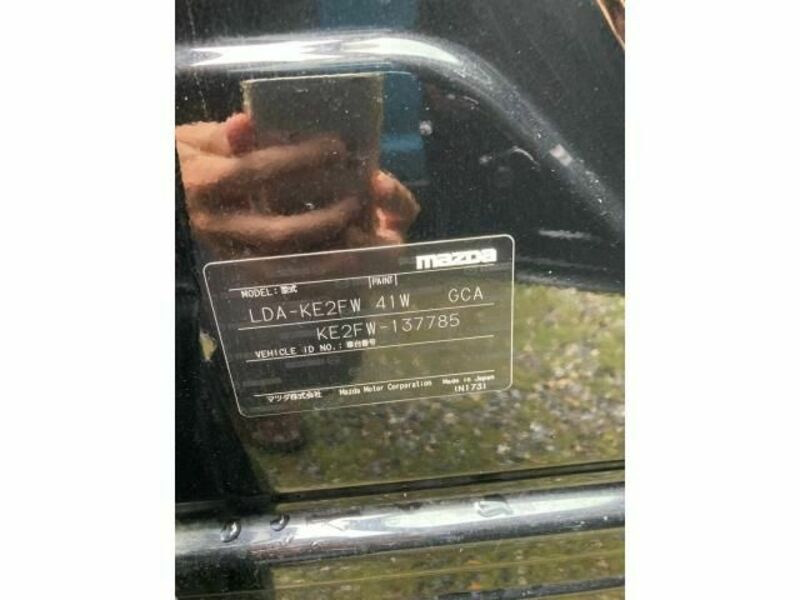 mazda
MODEL: 型式 PAINT
LDA-KE2FW 41W GCA
KE2FW-137785
VEHICLE ID NO.: 車台番号
マツダ株式会社 Mazda Motor Corporation Made in Japan
(N173)